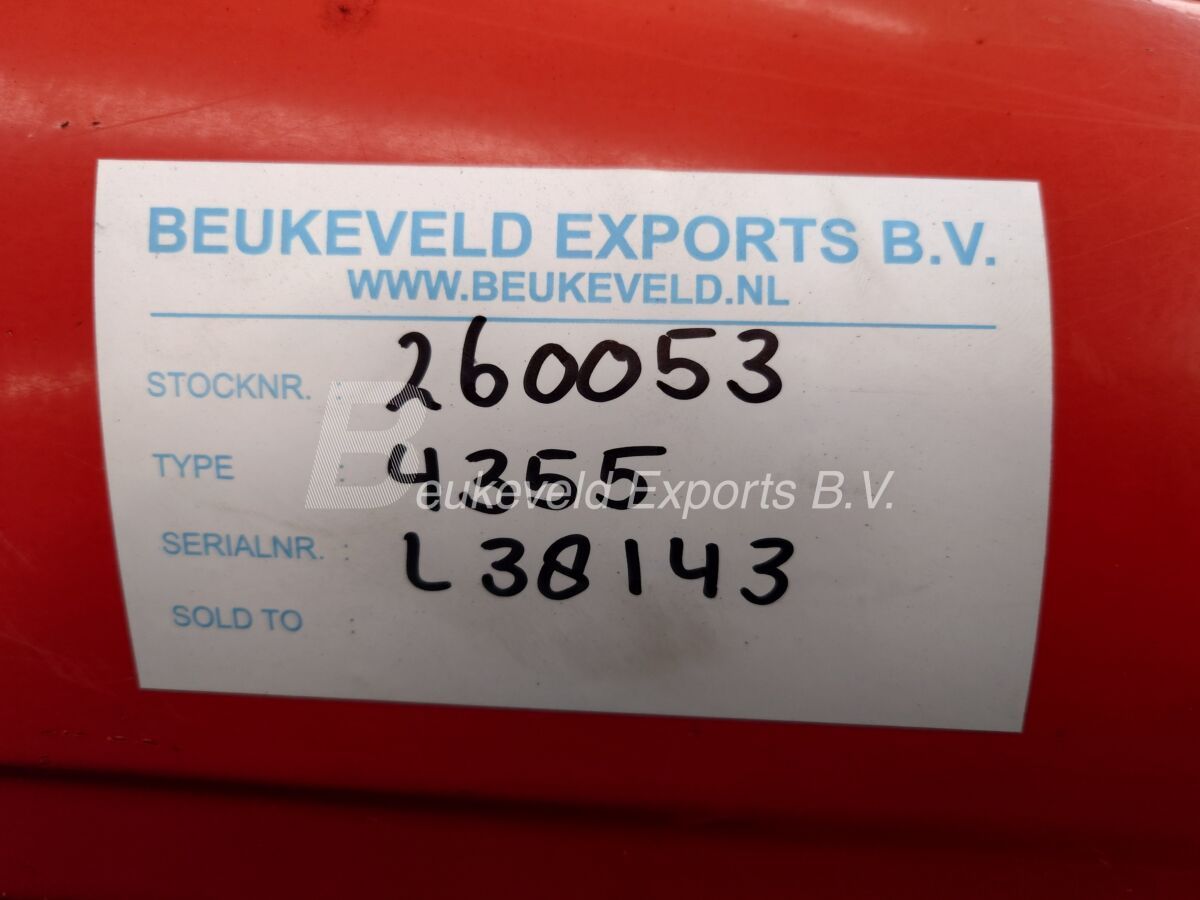 BEUKEVELD EXPORTS B.V.
WWW.BEUKEVELD.NL
STOCKNR. : 260053
TYPE : 4355
Beukeveld Exports B.V.
SERIALNR. : L38143
SOLD TO :